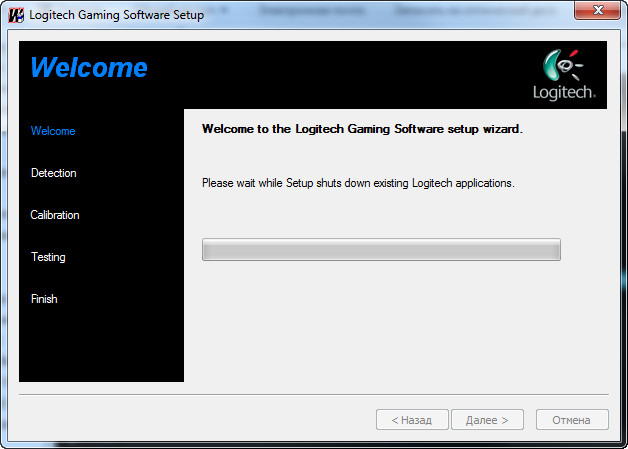 Logitech Gaming Software Setup
Welcome
Logitech
Welcome
Welcome to the Logitech Gaming Software setup wizard.
Detection
Please wait while Setup shuts down existing Logitech applications.
Calibration
Testing
Finish
< Назад
Далее >
Отмена